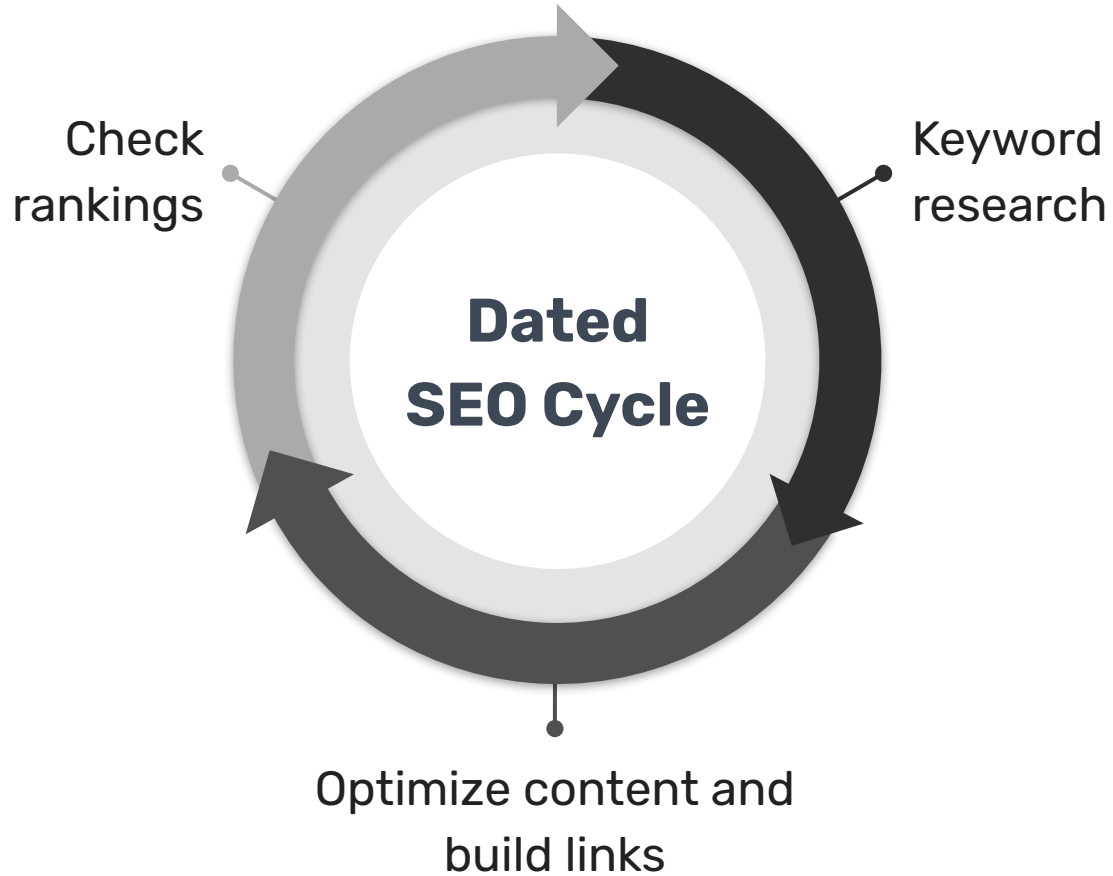 Check
rankings
Keyword
research
Dated
SEO Cycle
Optimize content and
build links